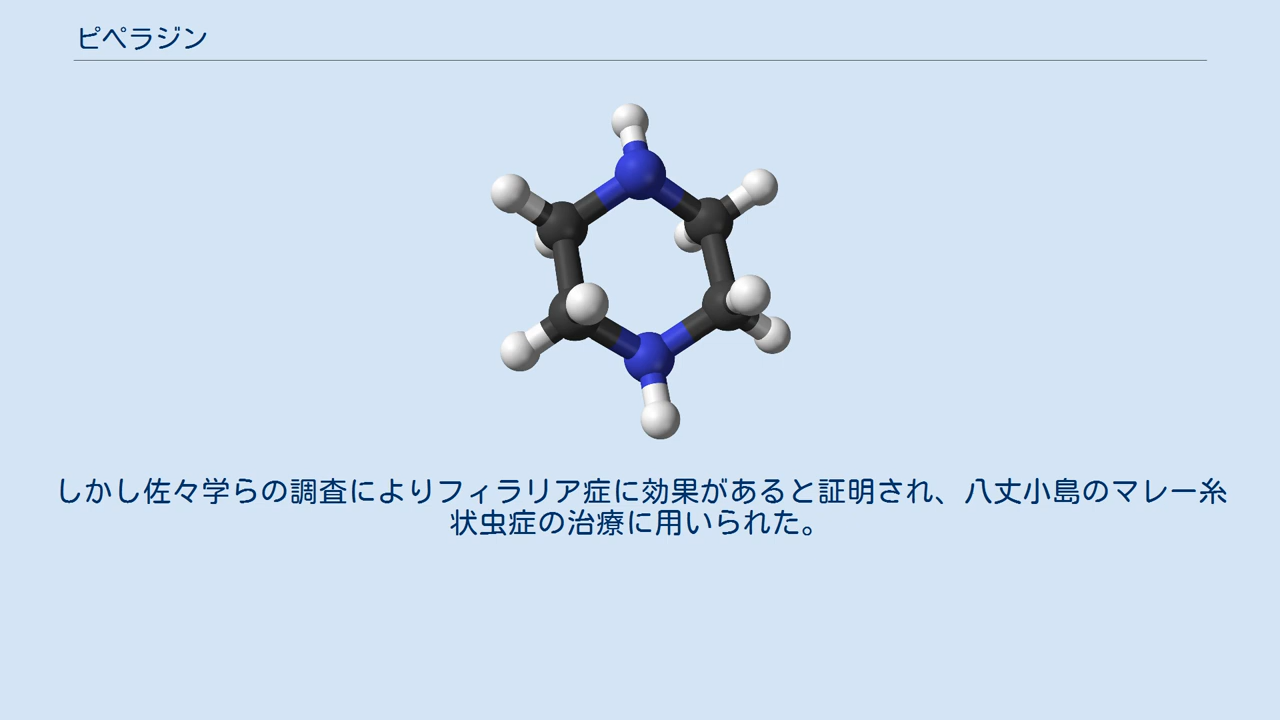 ピペラジン
しかし佐々学らの調査によりフィラリア症に効果があると証明され、八丈小島のマレー糸
状虫症の治療に用いられた。